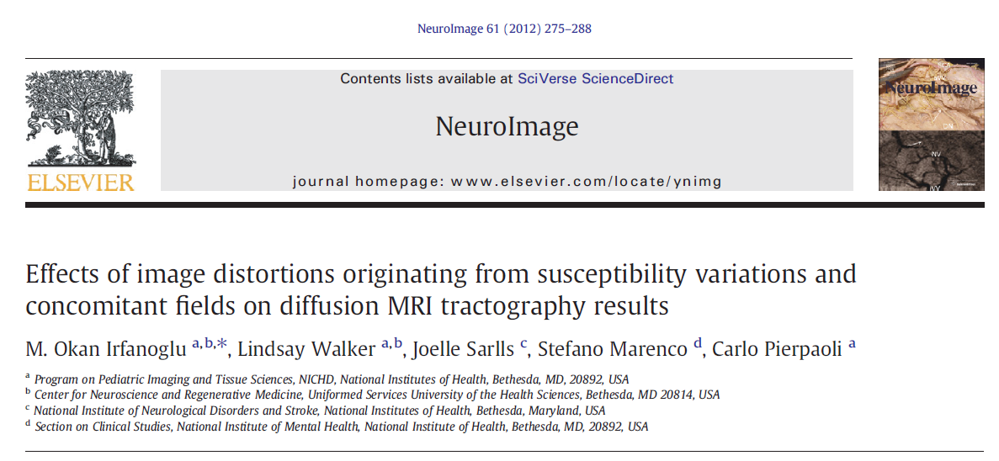 NeuroImage 61 (2012) 275–288
Contents lists available at SciVerse ScienceDirect
NeuroImage
journal homepage: www.elsevier.com/locate/ynimg
ELSEVIER
NeuroImage
DN
NV
Effects of image distortions originating from susceptibility variations and
concomitant fields on diffusion MRI tractography results
M. Okan Irfanoglu a,b,*, Lindsay Walker a,b, Joelle Sarlls c, Stefano Marenco d, Carlo Pierpaoli a
a Program on Pediatric Imaging and Tissue Sciences, NICHD, National Institutes of Health, Bethesda, MD, 20892, USA
b Center for Neuroscience and Regenerative Medicine, Uniformed Services University of the Health Sciences, Bethesda, MD 20814, USA
c National Institute of Neurological Disorders and Stroke, National Institutes of Health, Bethesda, Maryland, USA
d Section on Clinical Studies, National Institute of Mental Health, National Institute of Health, Bethesda, MD, 20892, USA